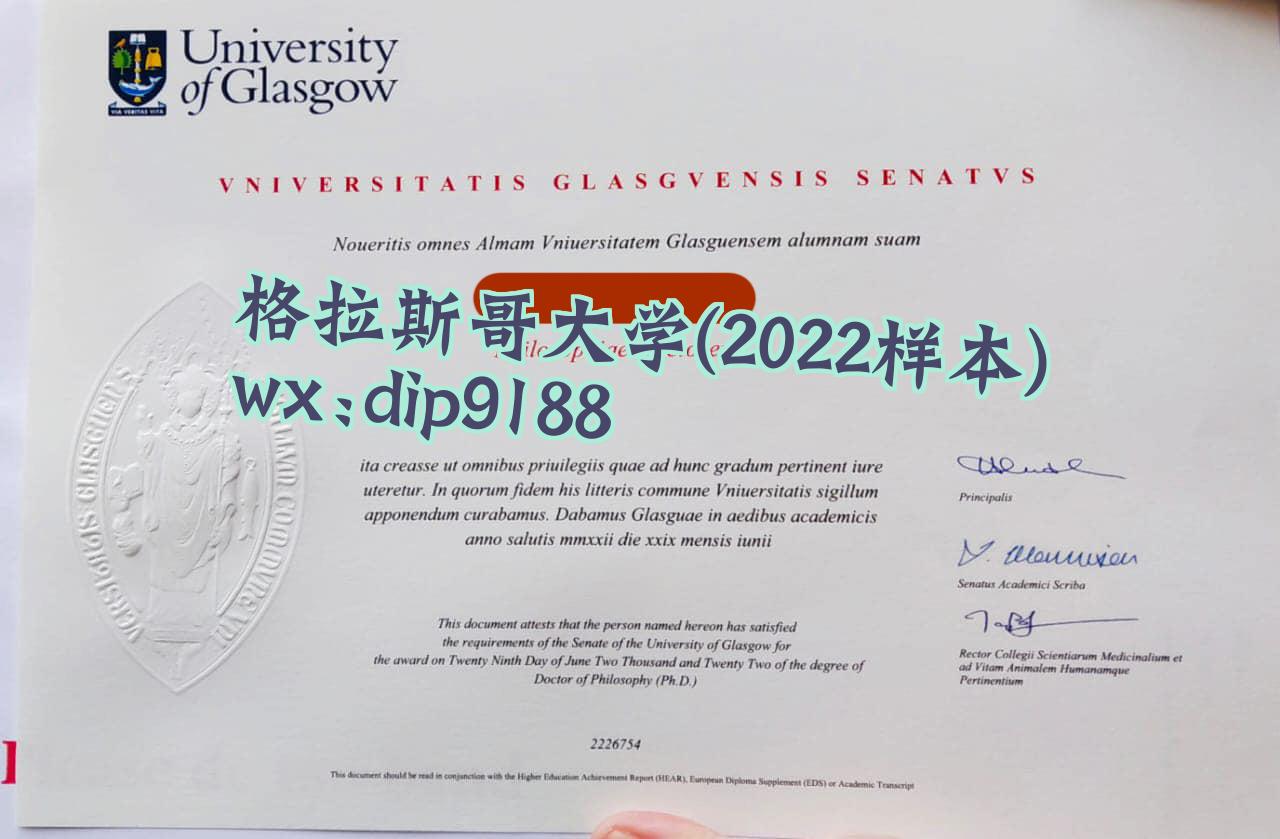 University
of Glasgow
VIA VERITAS VITA
VNIVERSITATIS GLASGVENSIS SENATVS
Noueritis omnes Almam Vniuersitatem Glasguensem alumnam suam
格拉斯哥大学(2022样本)
wx:dip9188
ita creasse ut omnibus priuilegiis quae ad hunc gradum pertinent iure
uteretur. In quorum fidem his litteris commune Vniuersitatis sigillum
apponendum curabamus. Dabamus Glasguae in aedibus academicis
anno salutis mmxxii die xxix mensis iunii
Principalis
Senatus Academici Scriba
Rector Collegii Scientiarum Medicinalium et
ad Vitam Animalem Humanamque
Pertinentium
This document attests that the person named hereon has satisfied
the requirements of the Senate of the University of Glasgow for
the award on Twenty Ninth Day of June Two Thousand and Twenty Two of the degree of
Doctor of Philosophy (Ph.D.)
2226754
This document should be read in conjunction with the Higher Education Achievement Report (HEAR), European Diploma Supplement (EDS) or Academic Transcript